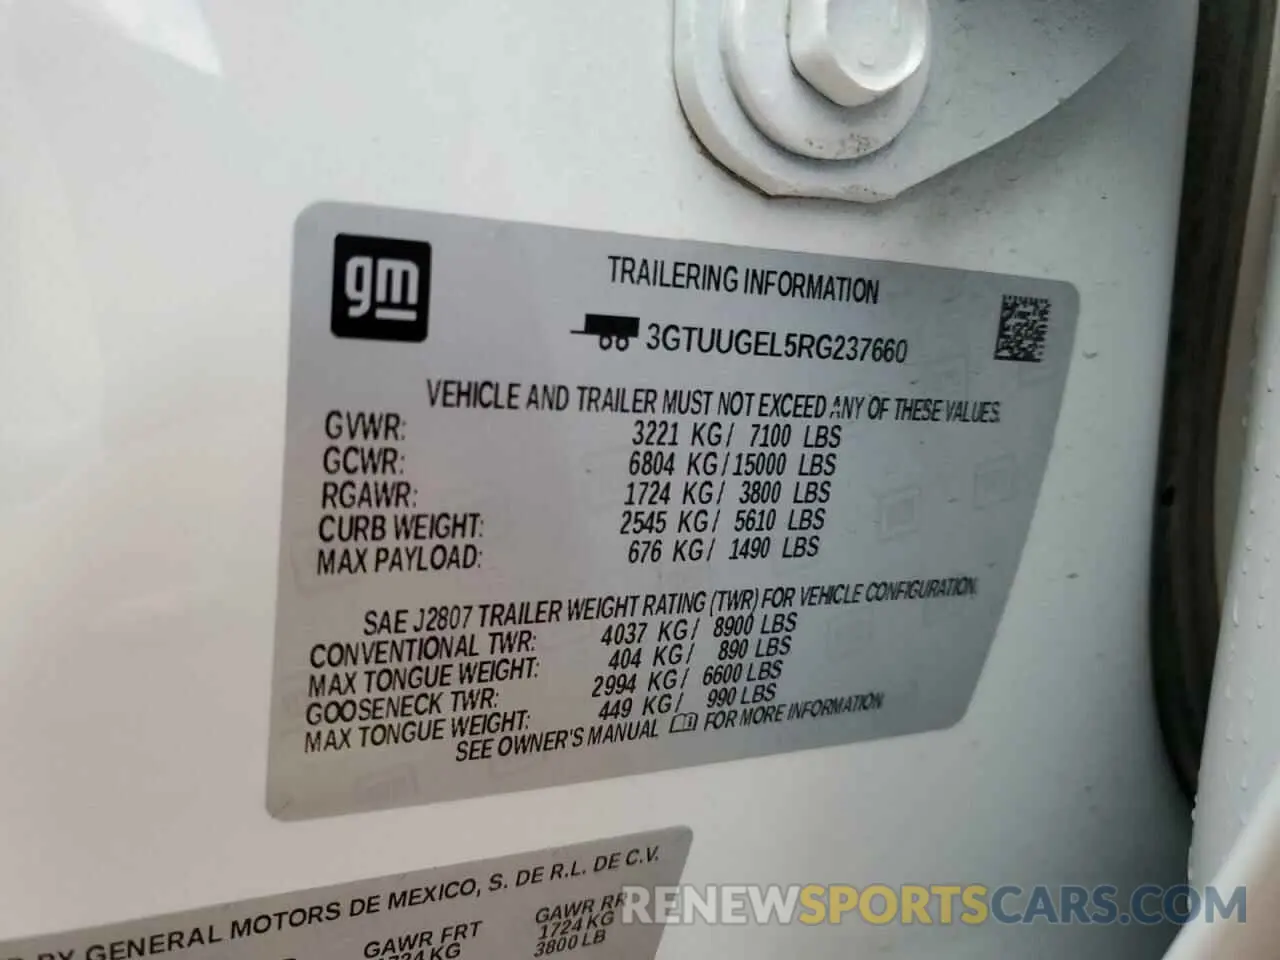 gm
TRAILERING INFORMATION
3GTUUGEL5RG237660
VEHICLE AND TRAILER MUST NOT EXCEED ANY OF THESE VALUES.
GVWR: 3221 KG/ 7100 LBS
GCWR: 6804 KG/15000 LBS
RGAWR: 1724 KG/ 3800 LBS
CURB WEIGHT: 2545 KG/ 5610 LBS
MAX PAYLOAD: 676 KG/ 1490 LBS
SAE J2807 TRAILER WEIGHT RATING (TWR) FOR VEHICLE CONFIGURATION.
CONVENTIONAL TWR: 4037 KG/ 8900 LBS
MAX TONGUE WEIGHT: 404 KG/ 890 LBS
GOOSENECK TWR: 2994 KG/ 6600 LBS
MAX TONGUE WEIGHT: 449 KG/ 990 LBS
SEE OWNER'S MANUAL FOR MORE INFORMATION
BY GENERAL MOTORS DE MEXICO, S. DE R.L. DE C.V.
GAWR FRT GAWR RR
1724 KG 1724 KG
3800 LB
RENEWSPORTSCARS.COM